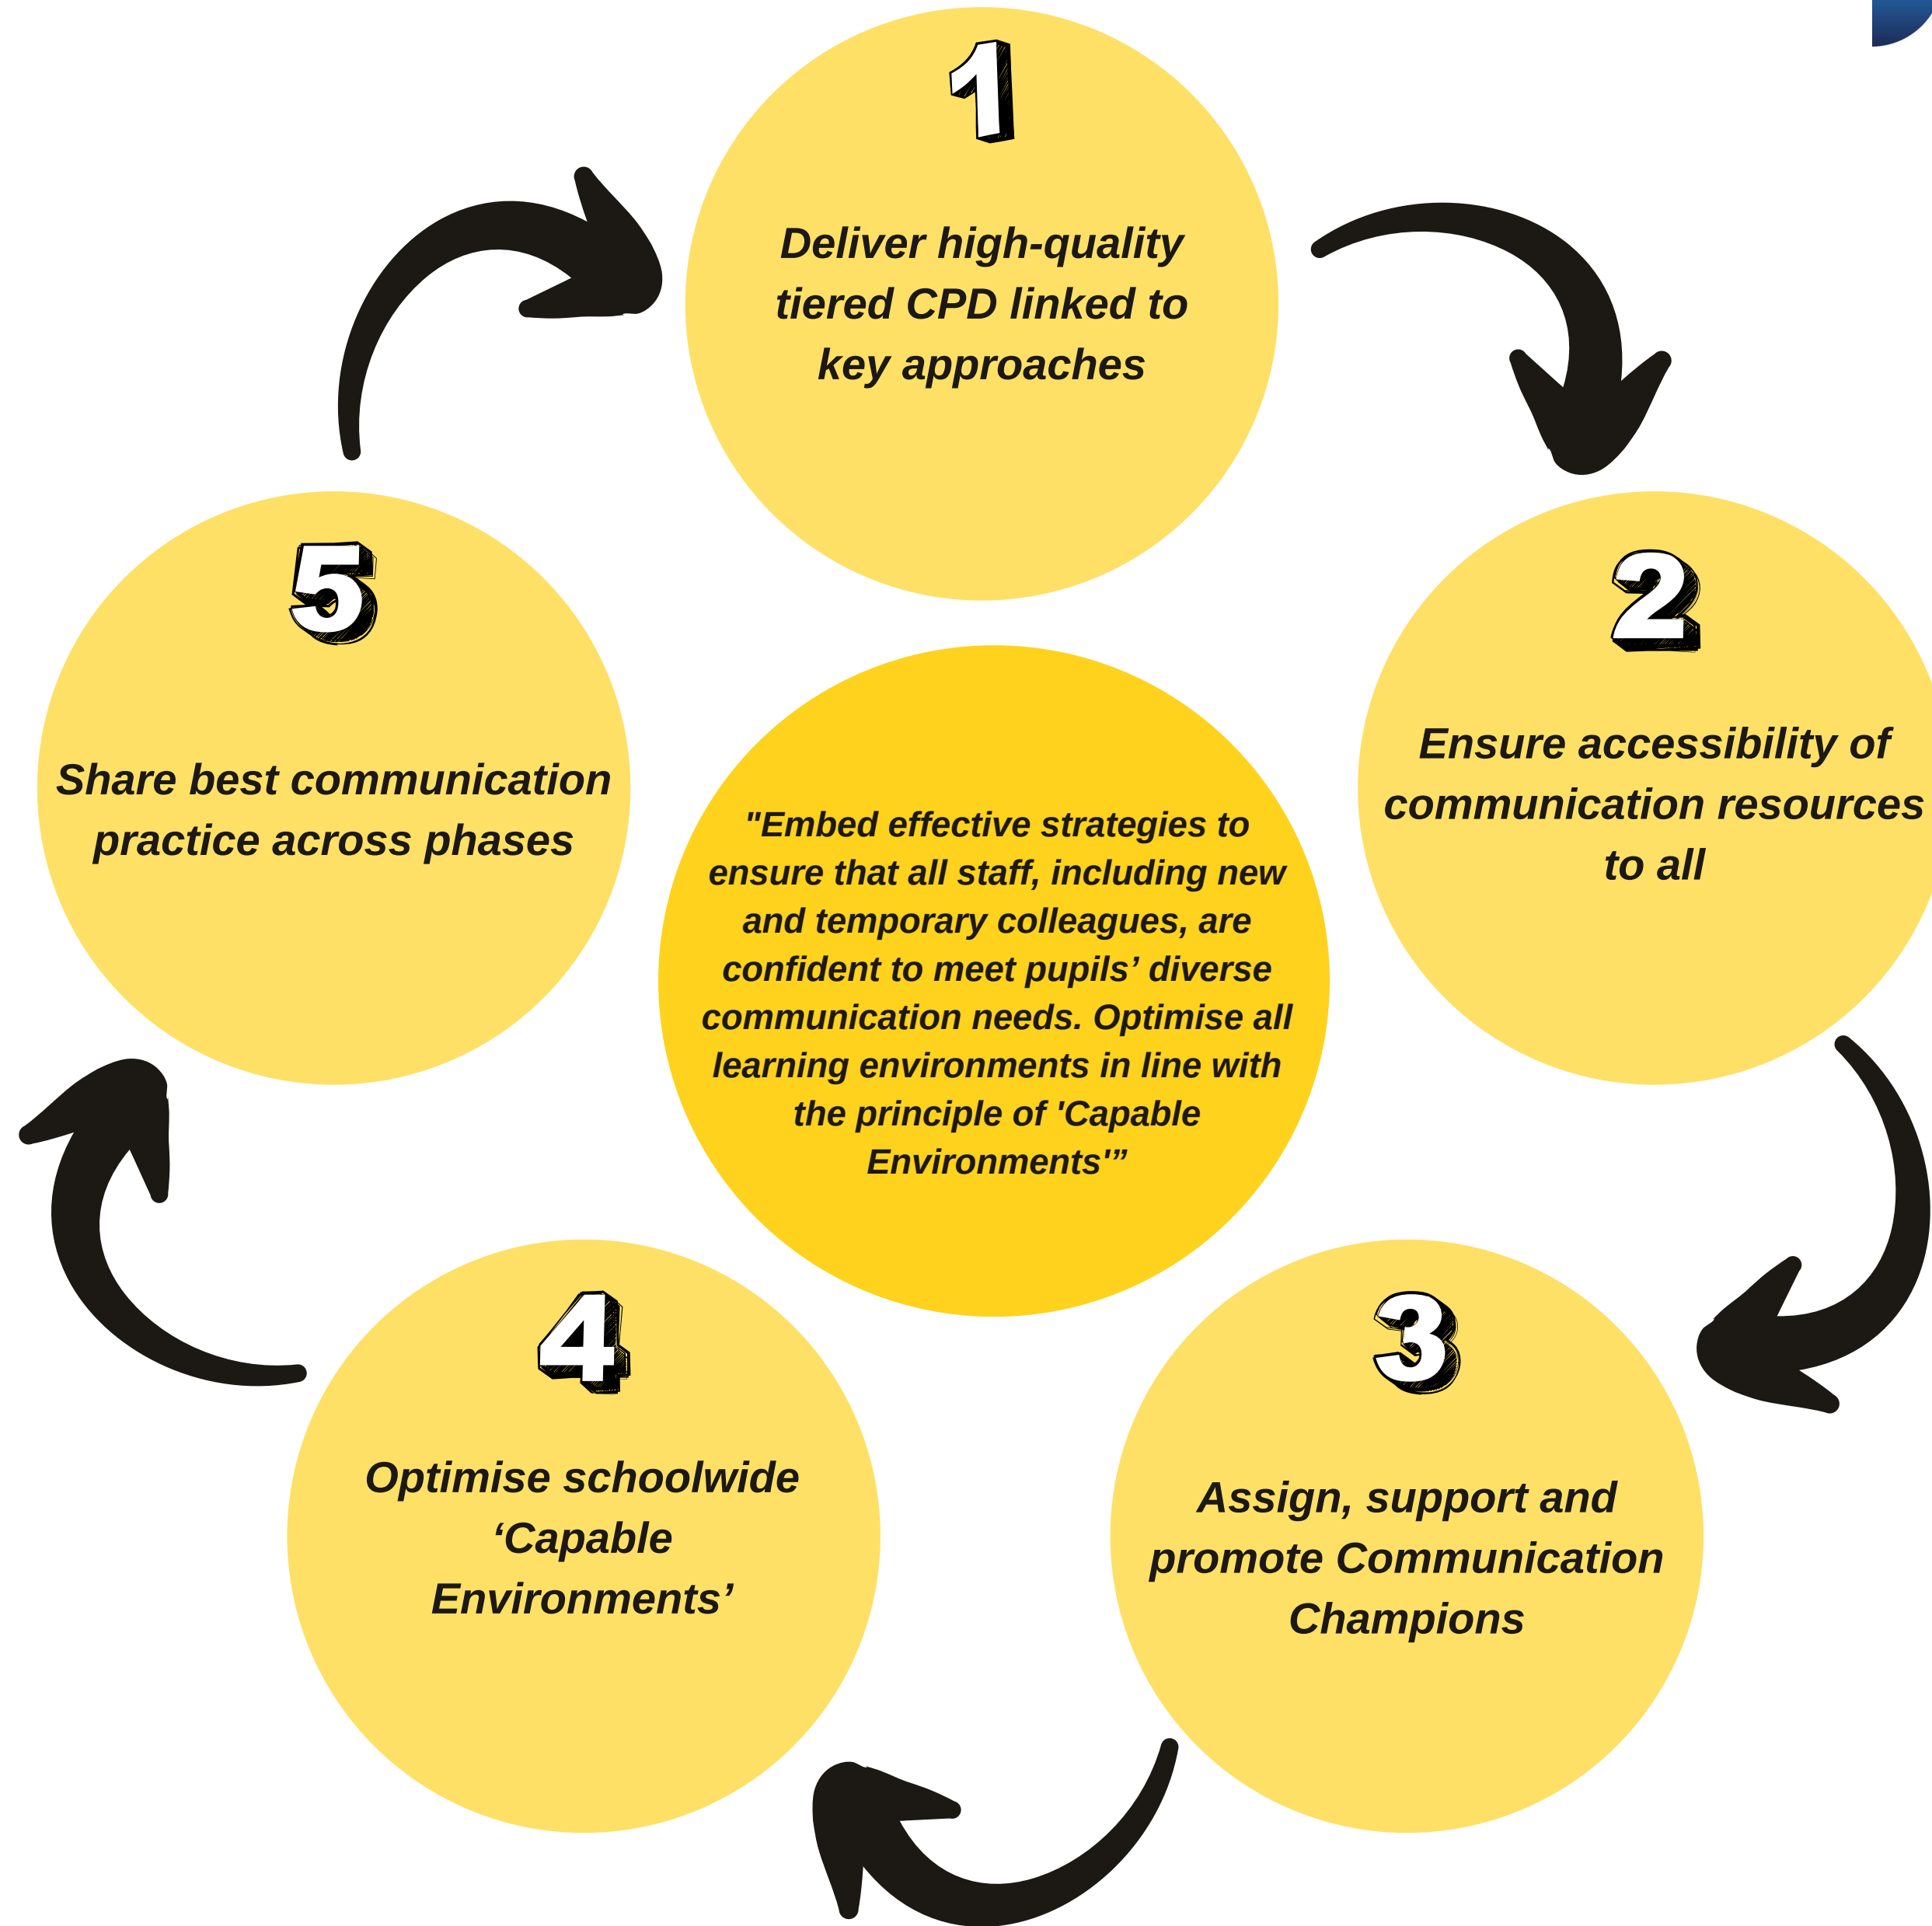 1
Deliver high-quality
tiered CPD linked to
key approaches
2
Ensure accessibility of
communication resources
to all
3
Assign, support and
promote Communication
Champions
4
Optimise schoolwide
‘Capable
Environments’
5
Share best communication
practice across phases
"Embed effective strategies to
ensure that all staff, including new
and temporary colleagues, are
confident to meet pupils’ diverse
communication needs. Optimise all
learning environments in line with
the principle of 'Capable
Environments'”